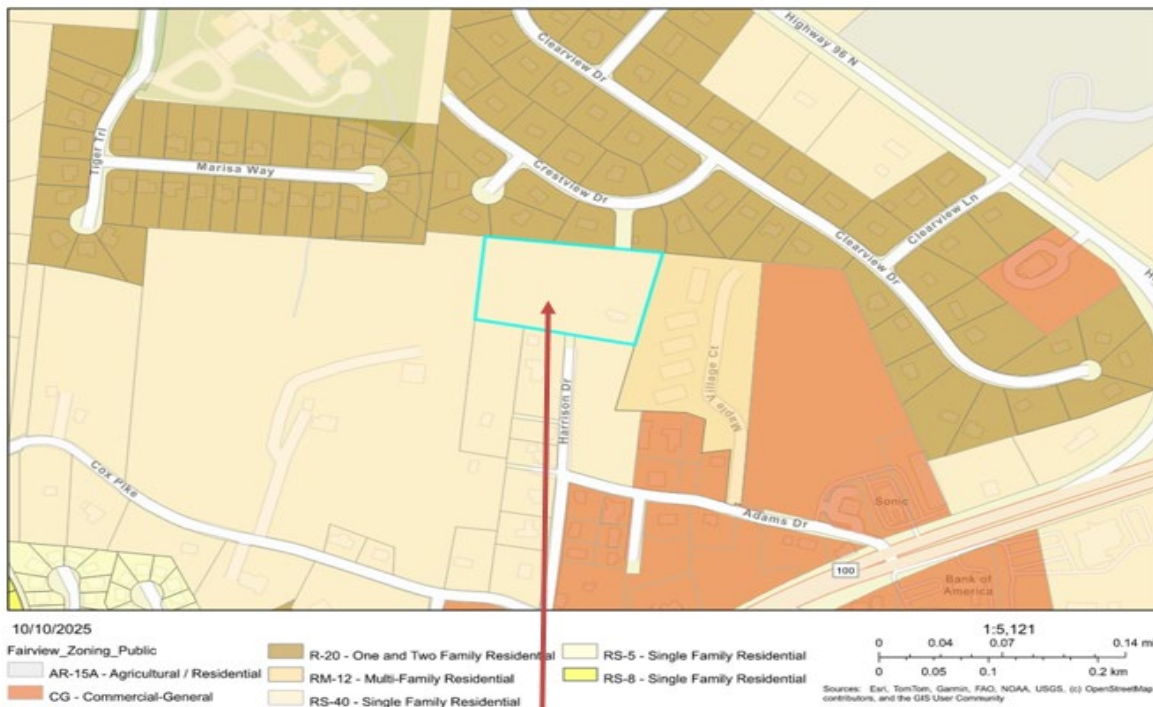 Highway 96 N
Clearview Dr
Tiger Trl
Marisa Way
Crestview Dr
Clearview Ln
Clearview Dr
Maple Village Ct
Harrison Dr
Cox Pike
Adams Dr
Sonic
100
Bank of
America
10/10/2025
Fairview_Zoning_Public
AR-15A - Agricultural / Residential
CG - Commercial-General
R-20 - One and Two Family Residential
RM-12 - Multi-Family Residential
RS-40 - Single Family Residential
RS-5 - Single Family Residential
RS-8 - Single Family Residential
1:5,121
0 0.04 0.07 0.14 mi
0 0.05 0.1 0.2 km
Sources: Esri, TomTom, Garmin, FAO, NOAA, USGS, (c) OpenStreetMap
contributors, and the GIS User Community